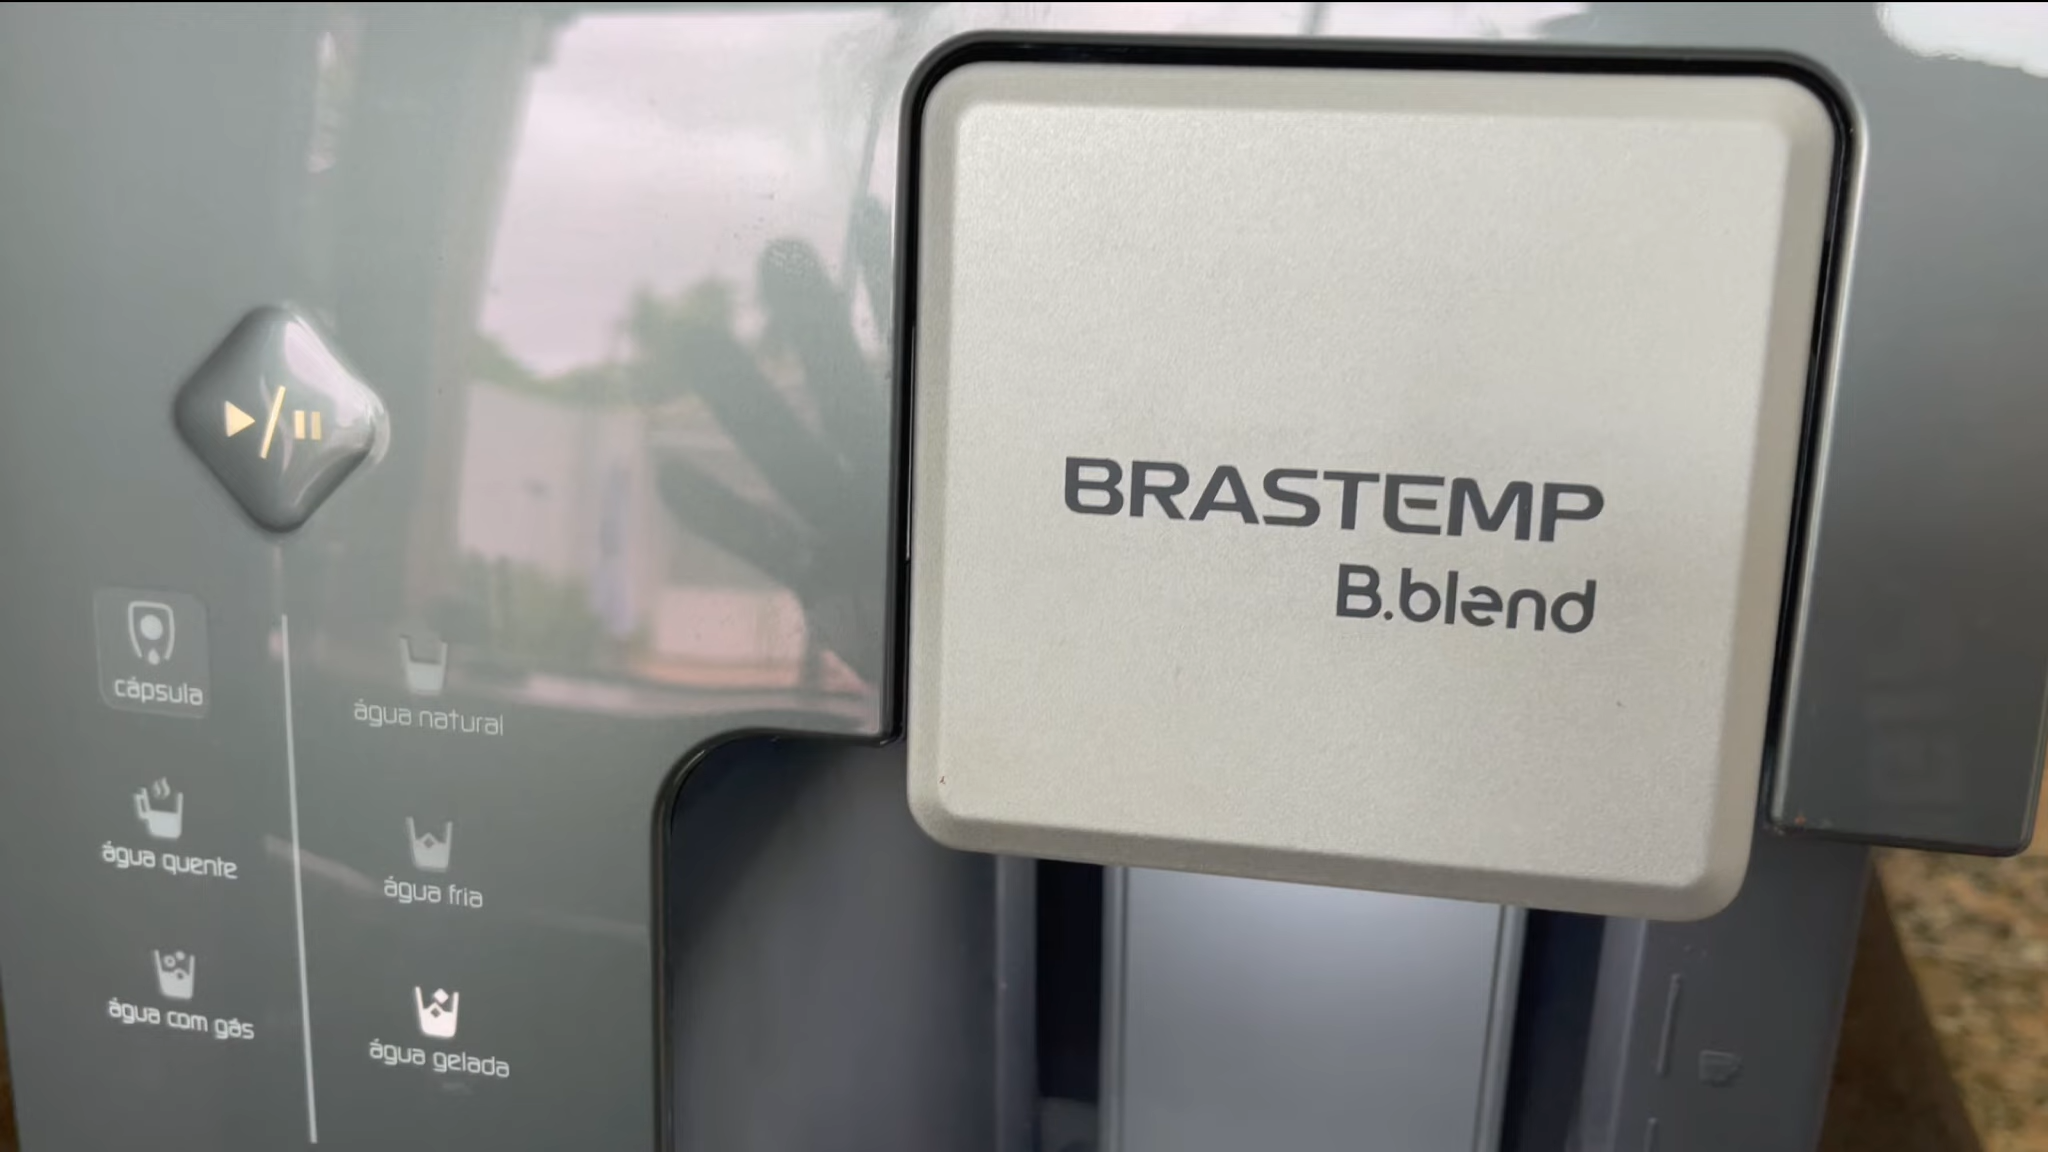 BRASTEMP
B.blend
cápsula
água natural
água quente
água fria
água com gás
água gelada